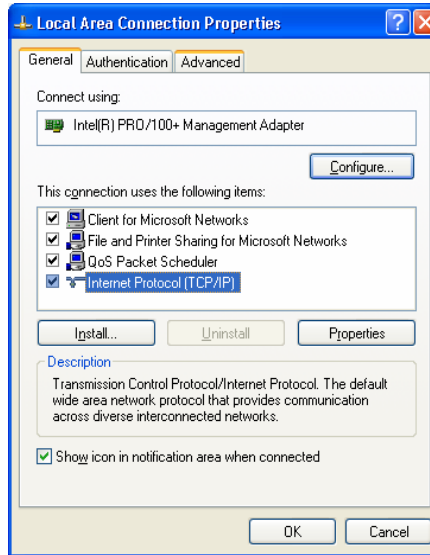 Local Area Connection Properties
General Authentication Advanced
Connect using:
Intel(R) PRO/100+ Management Adapter
Configure...
This connection uses the following items:
Client for Microsoft Networks
File and Printer Sharing for Microsoft Networks
QoS Packet Scheduler
Internet Protocol (TCP/IP)
Install... Uninstall Properties
Description
Transmission Control Protocol/Internet Protocol. The default
wide area network protocol that provides communication
across diverse interconnected networks.
Show icon in notification area when connected
OK Cancel